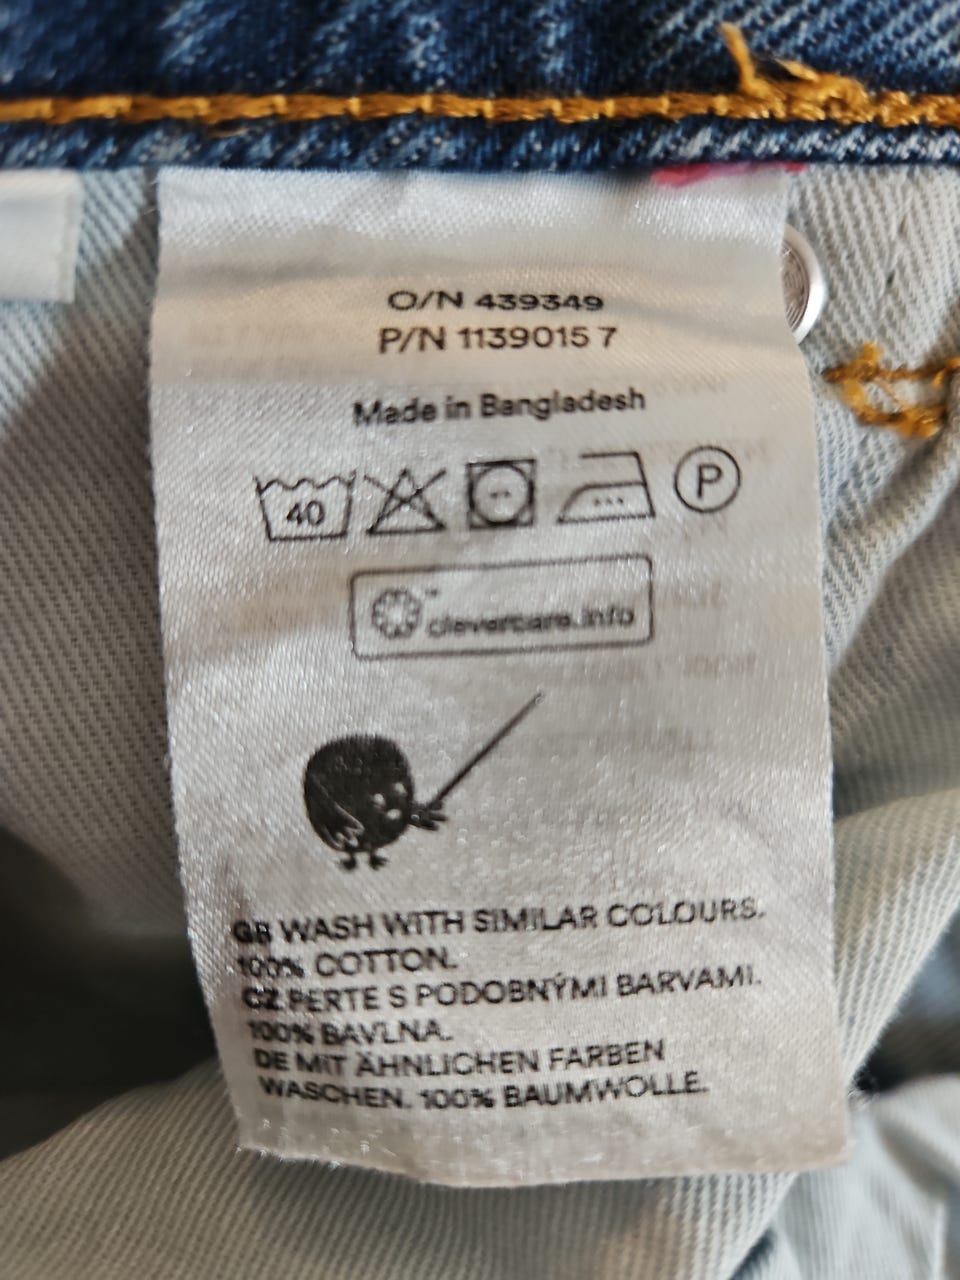 O/N 439349
P/N 1139015 7
Made in Bangladesh
40 P
clevercare.info
GB WASH WITH SIMILAR COLOURS.
100% COTTON.
CZ PERTE S PODOBNÝMI BARVAMI.
100% BAVLNA.
DE MIT ÄHNLICHEN FARBEN
WASCHEN. 100% BAUMWOLLE.